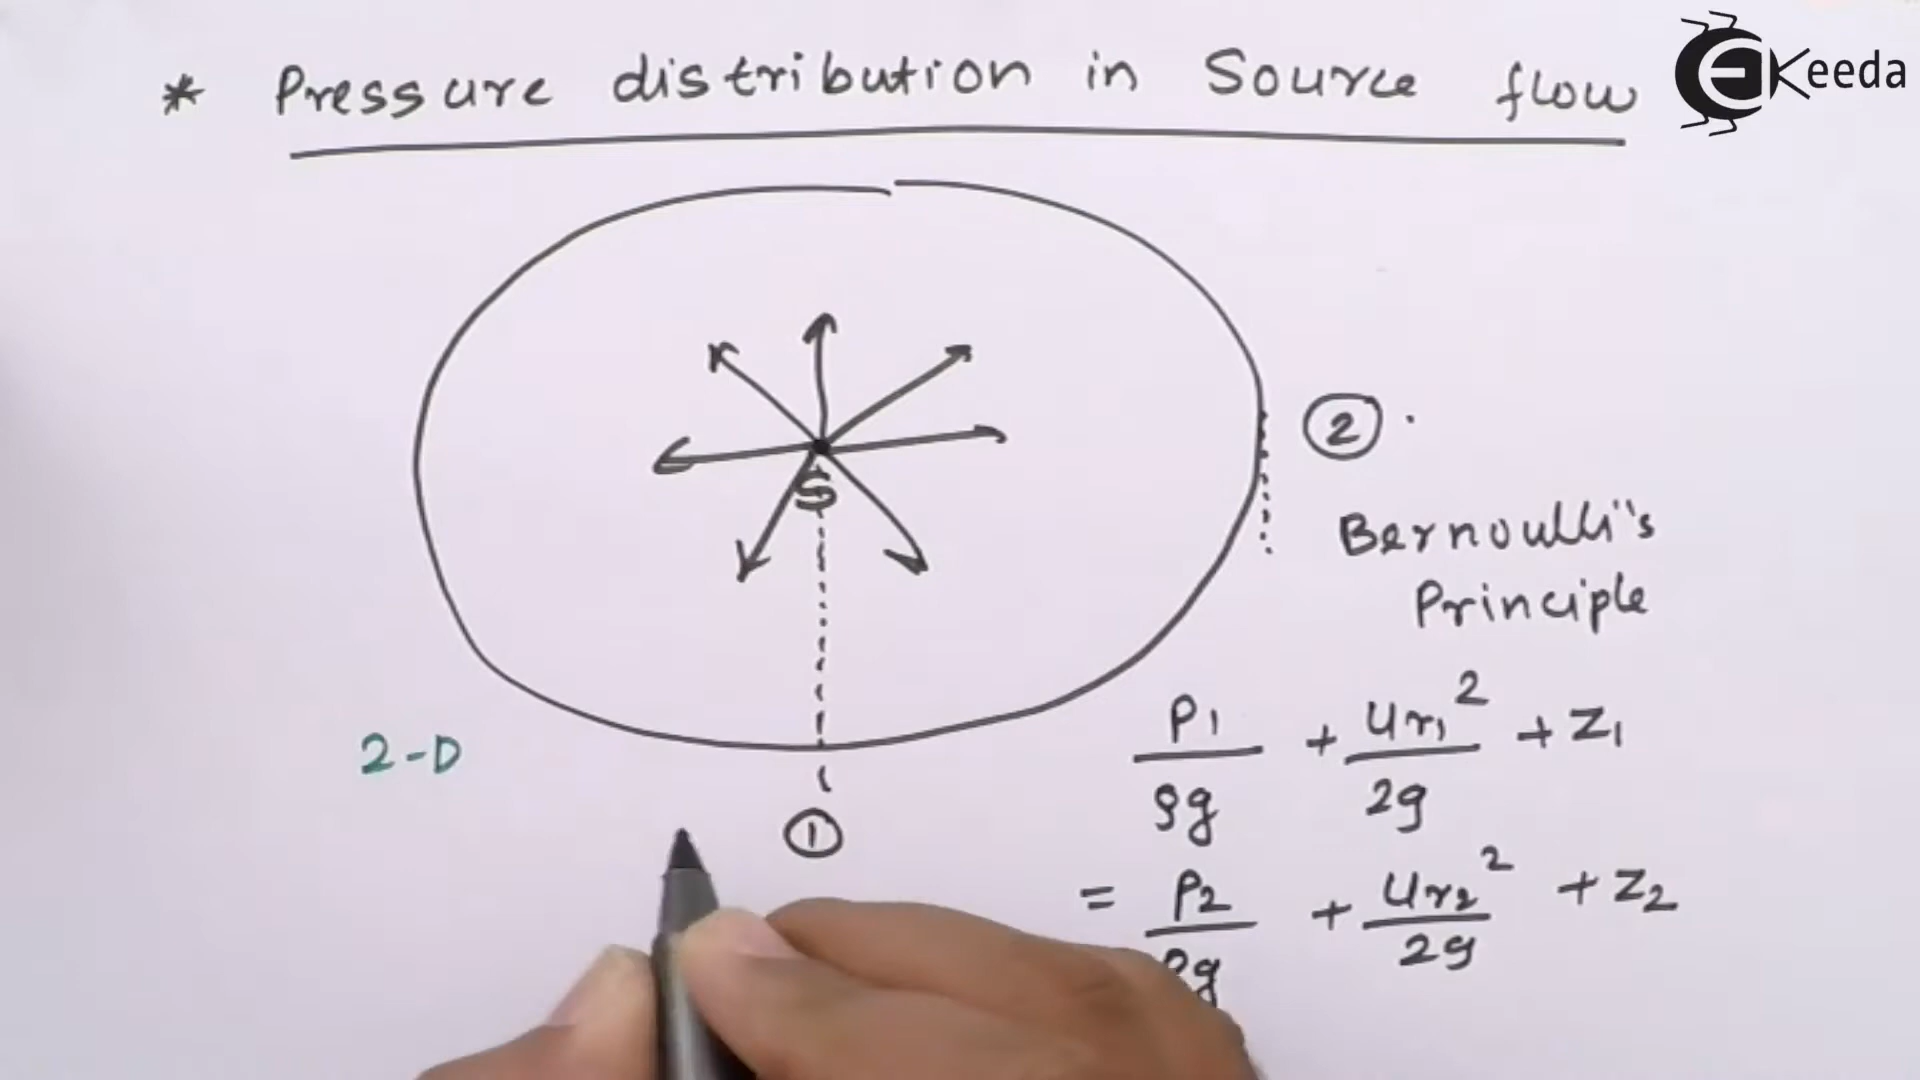 * Pressure distribution in Source flow
EKeeda
S
2
Bernoulli's
Principle
P1/ρg + Ur1²/2g + Z1
2-D
1
= P2/ρg + Ur2²/2g + Z2